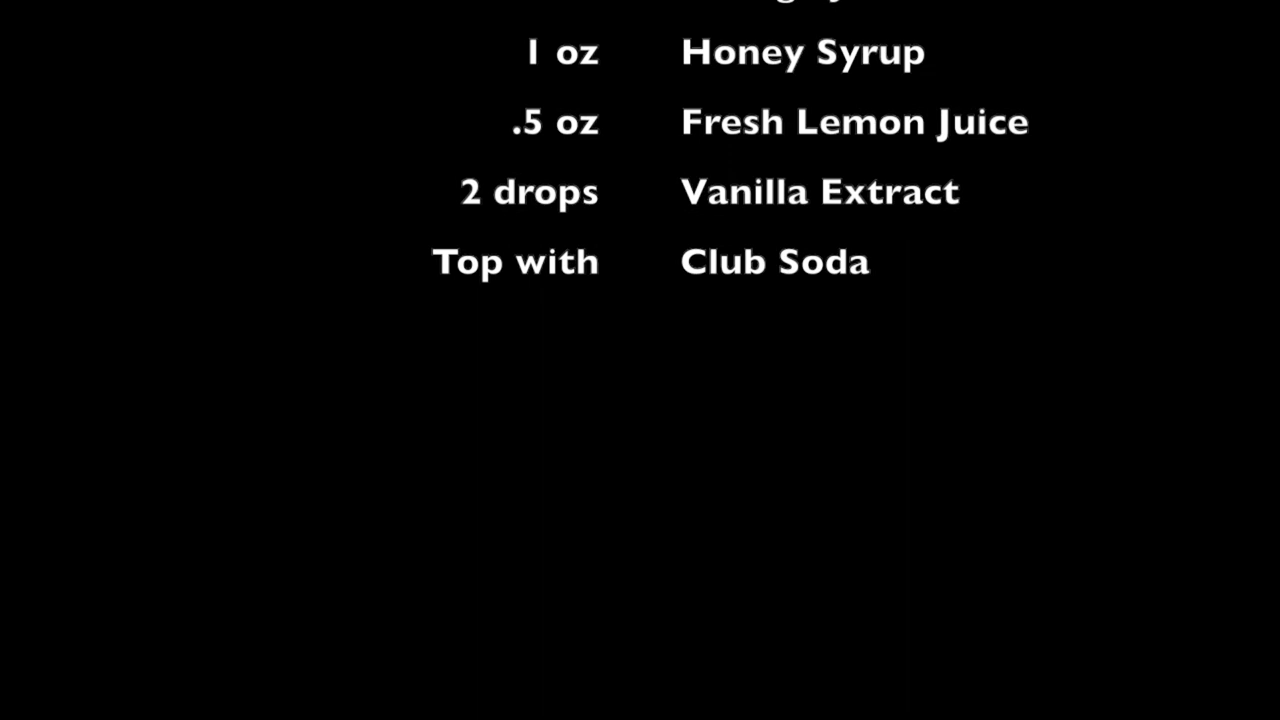 1 oz Honey Syrup
.5 oz Fresh Lemon Juice
2 drops Vanilla Extract
Top with Club Soda